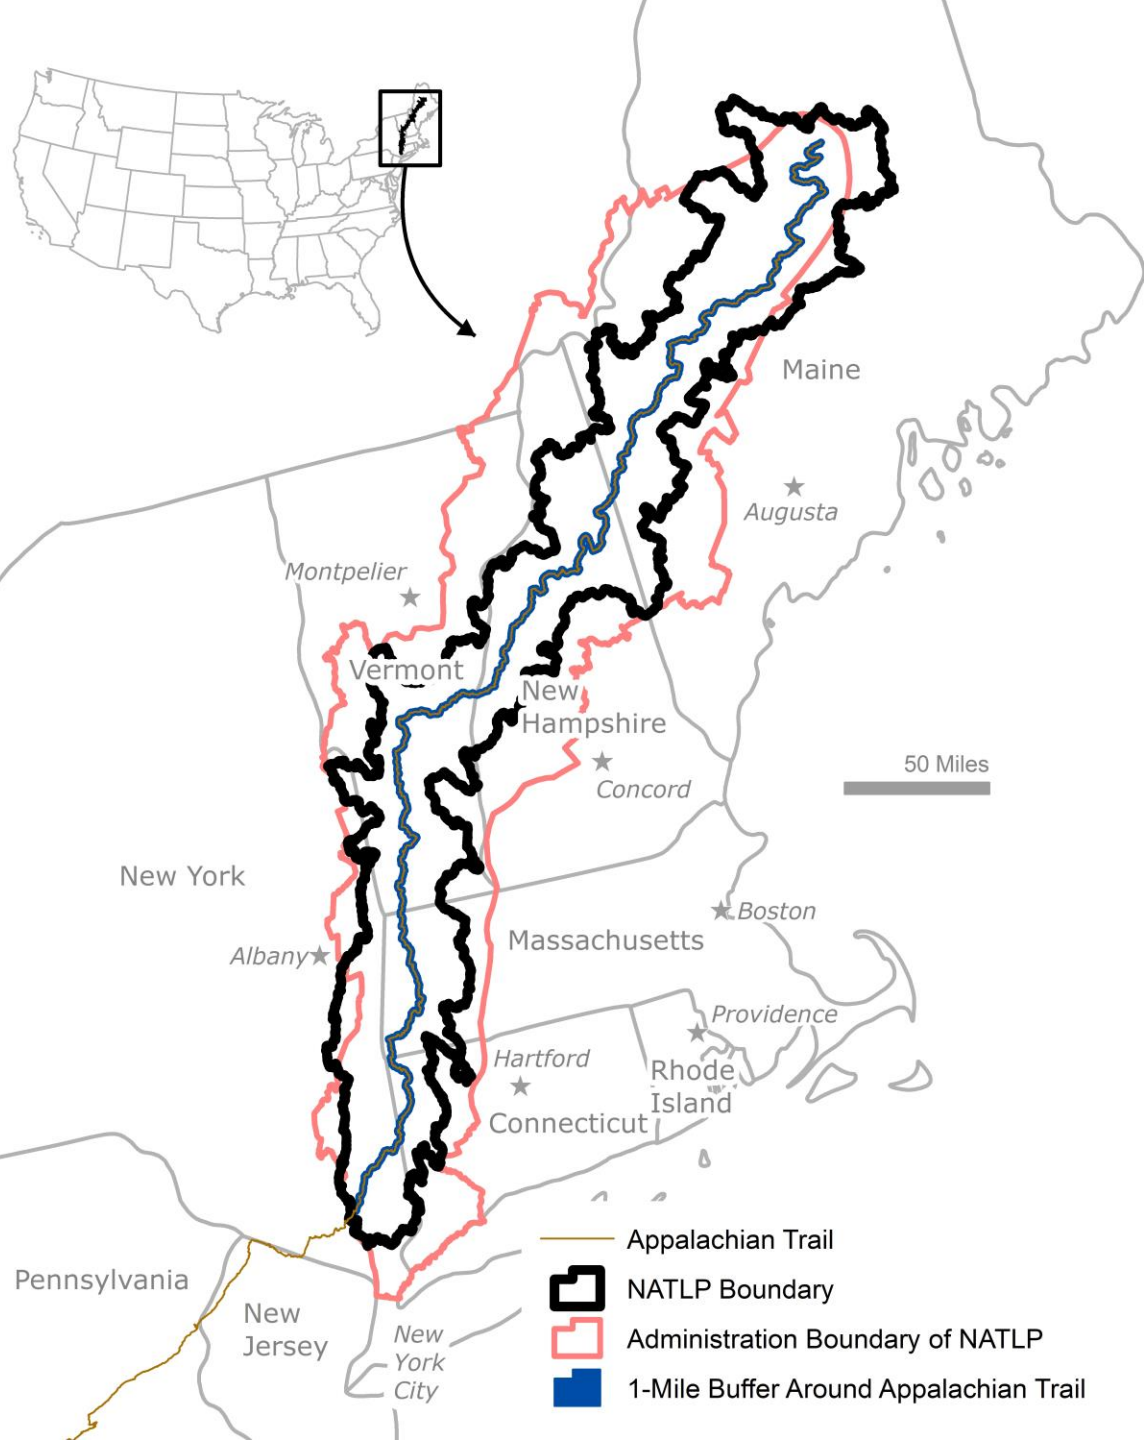 Maine
Augusta
Montpelier
Vermont
New
Hampshire
50 Miles
Concord
New York
Boston
Massachusetts
Albany
Providence
Hartford
Rhode
Island
Connecticut
Appalachian Trail
Pennsylvania
NATLP Boundary
New
Jersey
New
York
City
Administration Boundary of NATLP
1-Mile Buffer Around Appalachian Trail